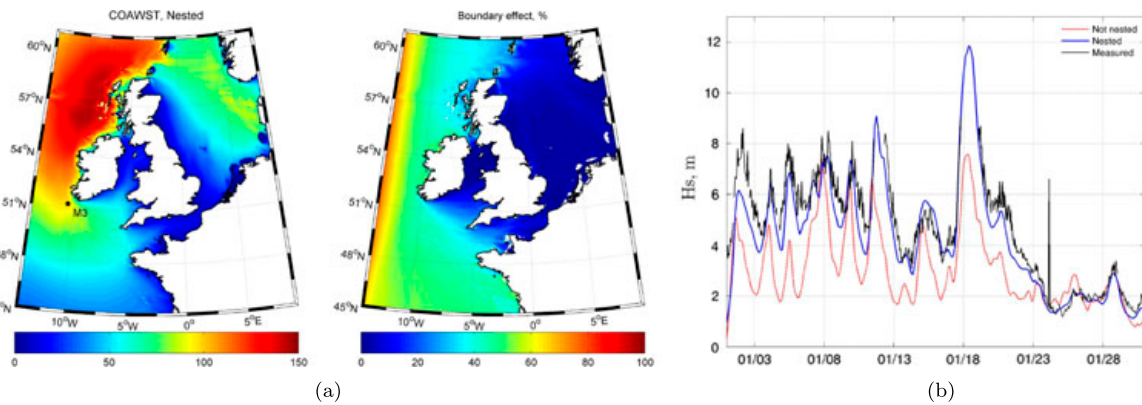 COAWST, Nested
60°N
57°N
54°N
51°N
48°N
45°N
M3
10°W
5°W
0°
5°E
0
50
100
150
Boundary effect, %
60°N
57°N
54°N
51°N
48°N
45°N
10°W
5°W
0°
5°E
0
20
40
60
80
100
(a)
Not nested
Nested
Measured
Hs, m
12
10
8
6
4
2
0
01/03
01/08
01/13
01/18
01/23
01/28
(b)